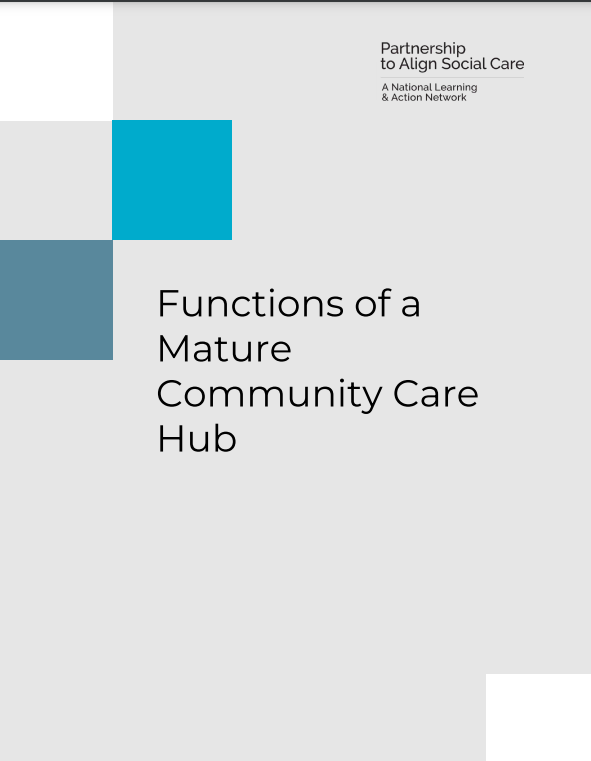 Partnership
to Align Social Care
A National Learning
& Action Network
Functions of a
Mature
Community Care
Hub